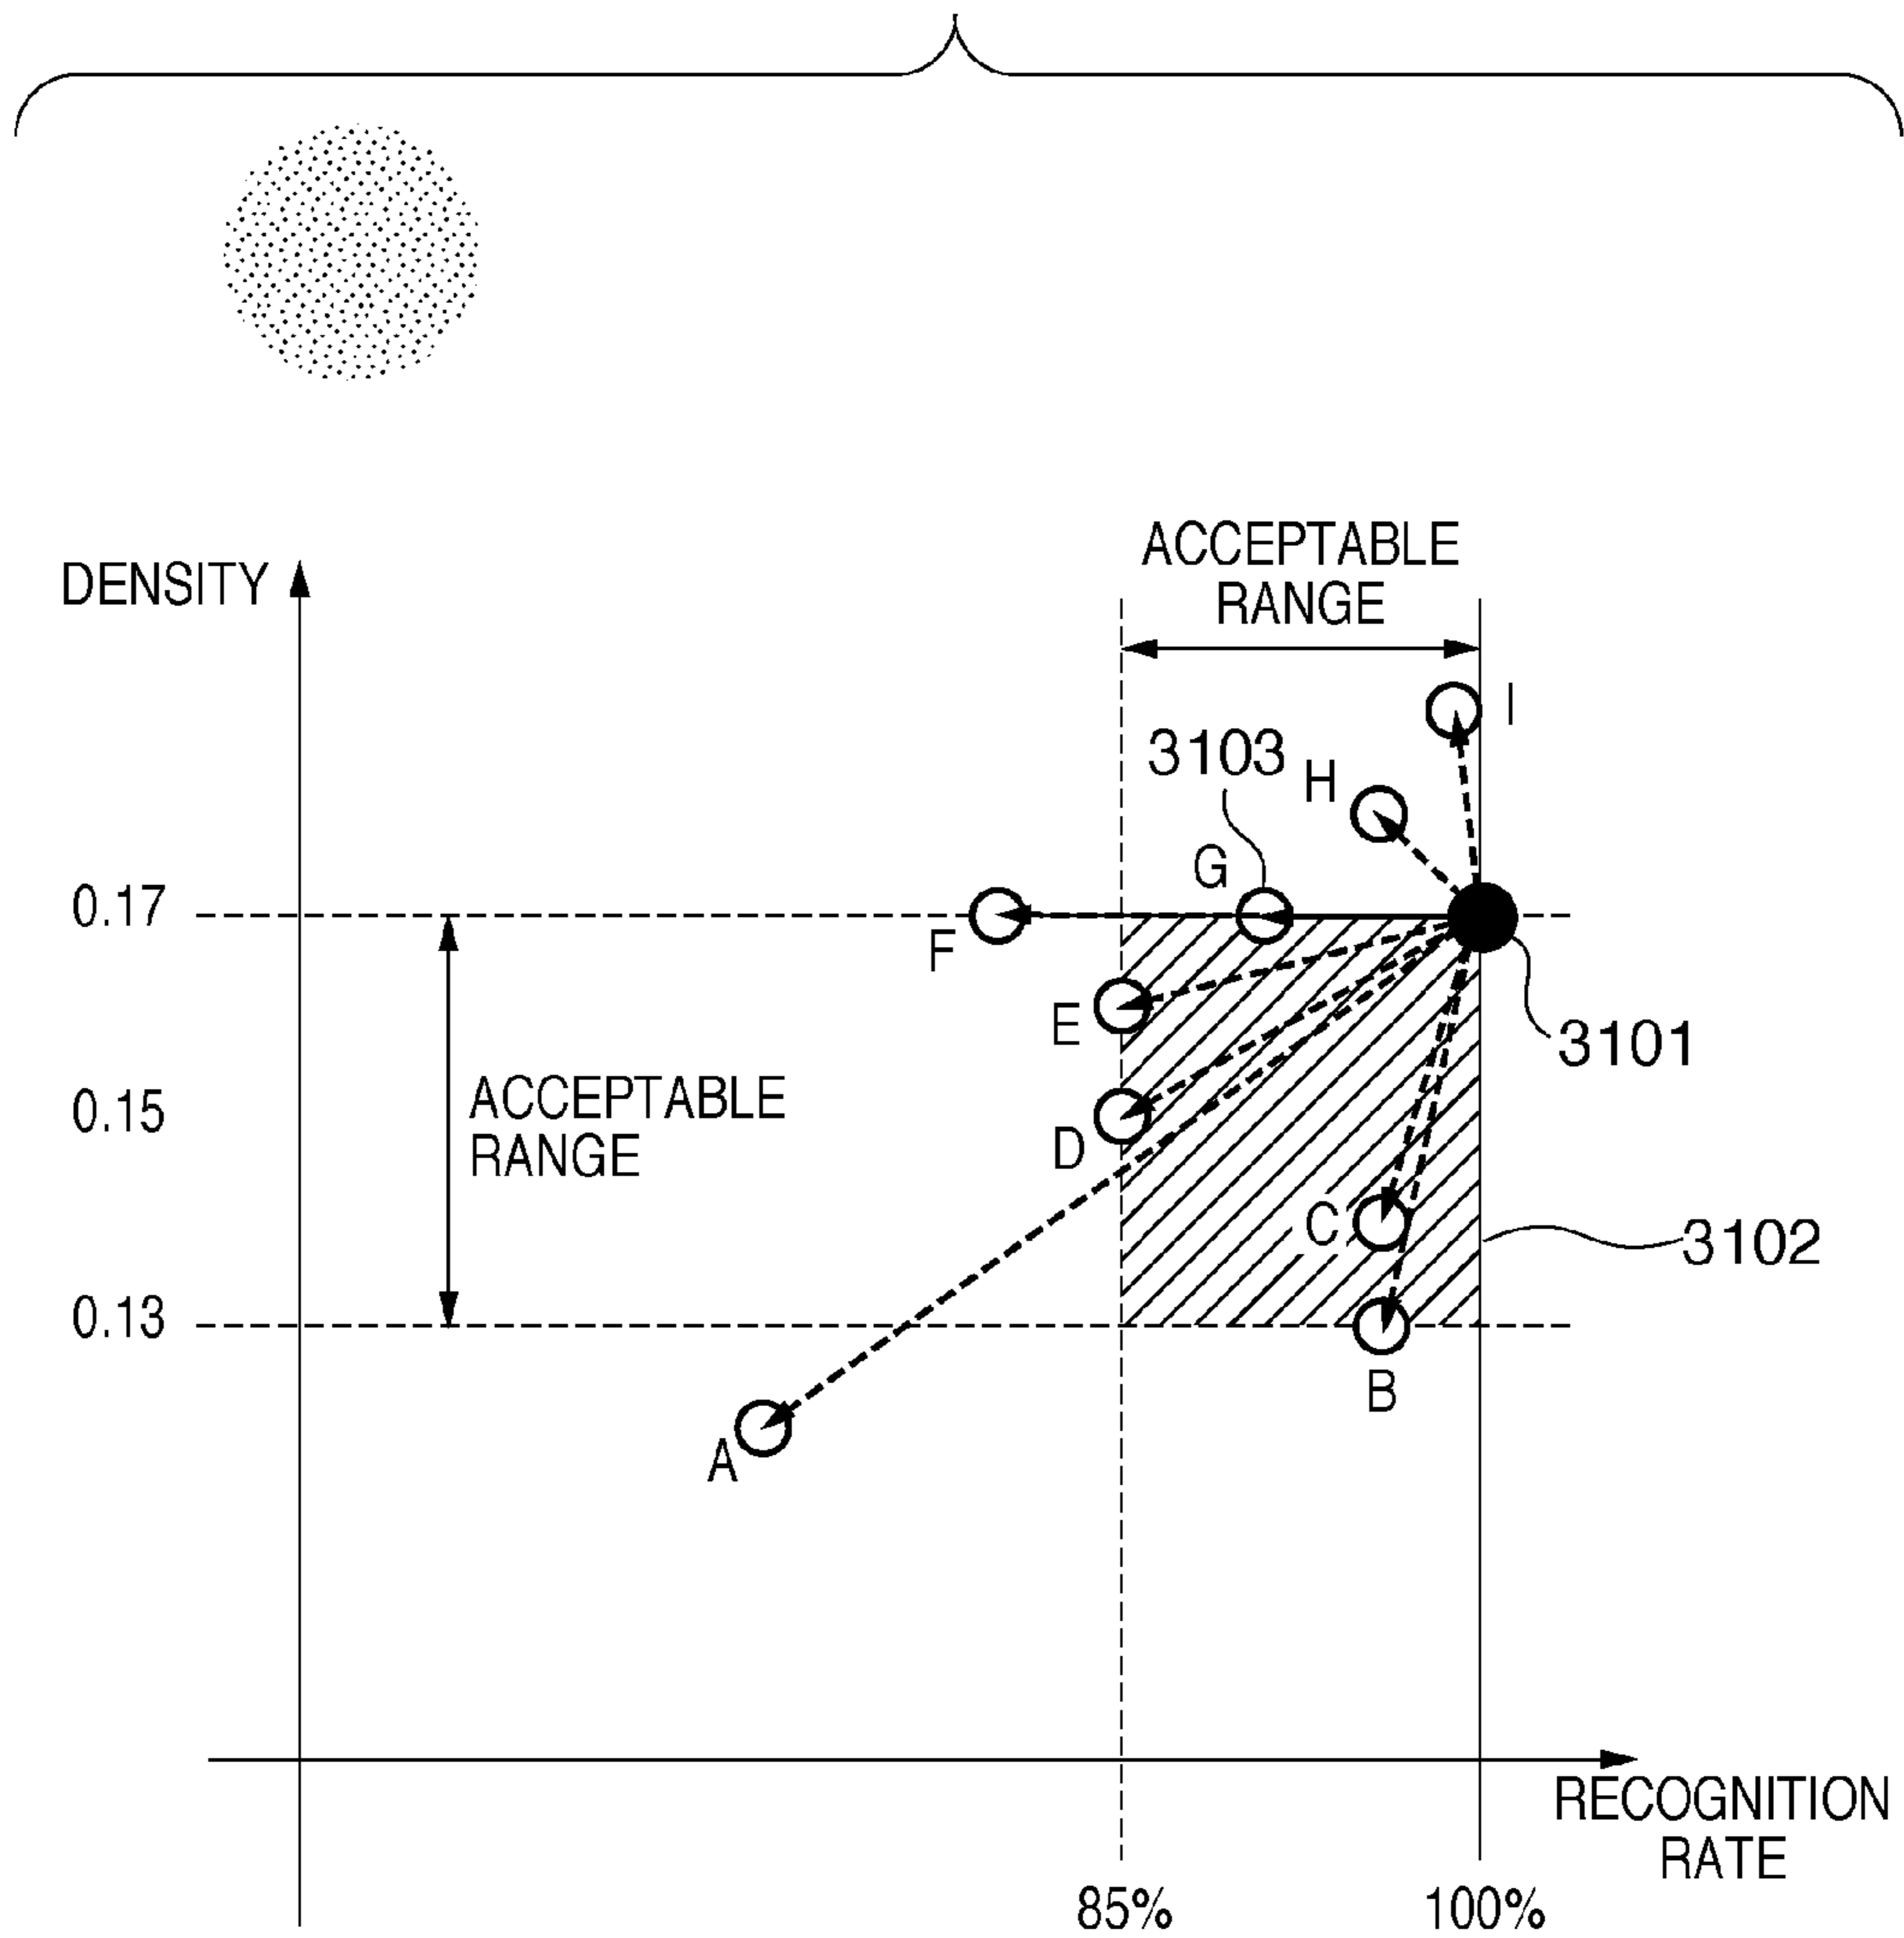 ACCEPTABLE
RANGE
DENSITY
I
3103
H
G
0.17
F
E
3101
ACCEPTABLE
RANGE
0.15
D
C
3102
0.13
B
A
RECOGNITION
RATE
85%
100%